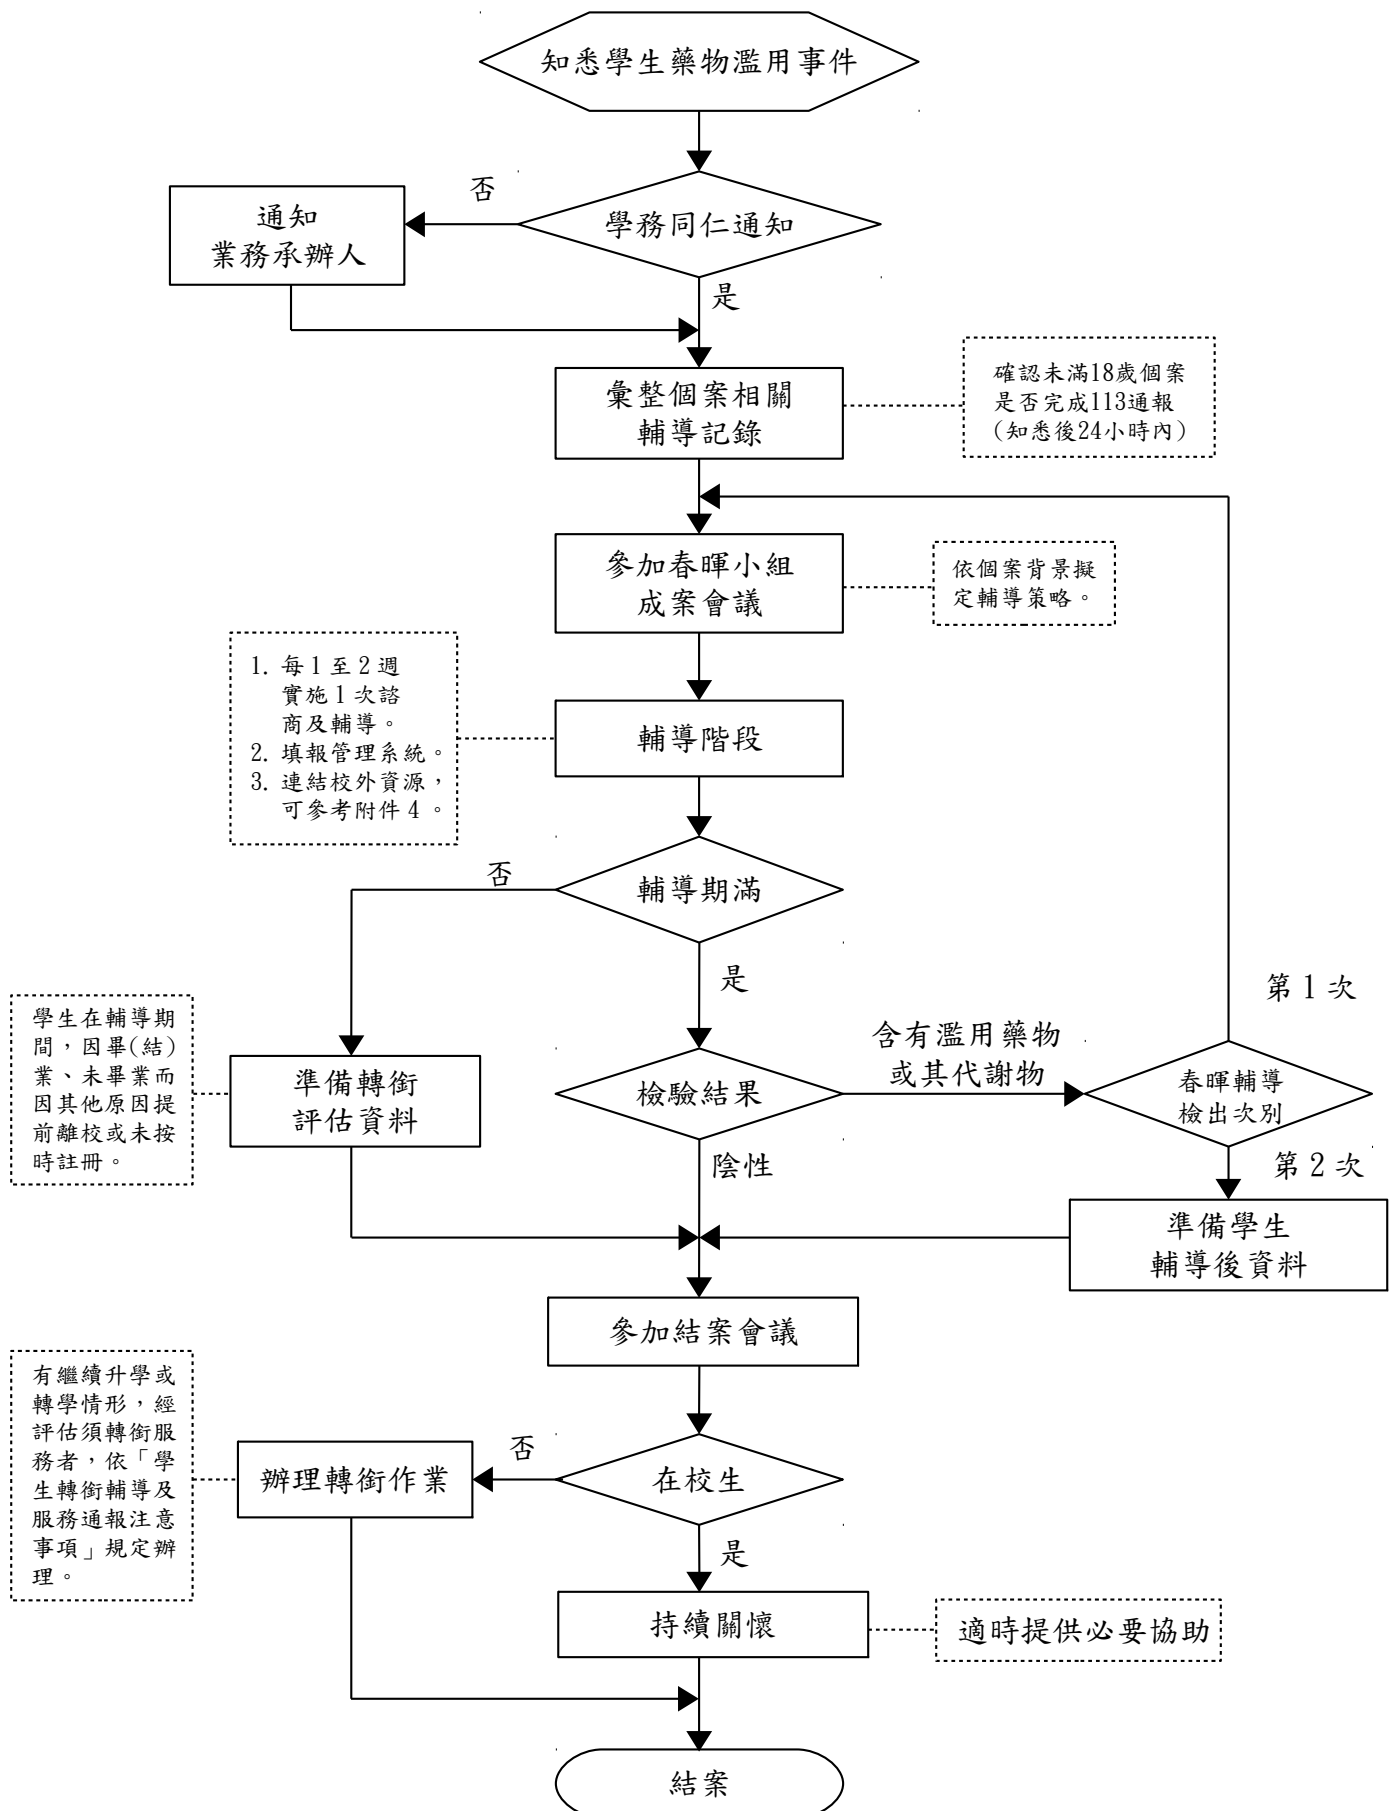 知悉學生藥物濫用事件
否
學務同仁通知
通知
業務承辦人
是
彙整個案相關
輔導記錄
確認未滿18歲個案
是否完成113通報
(知悉後24小時內)
參加春暉小組
成案會議
依個案背景擬
定輔導策略。
1. 每1至2週
實施1次諮
商及輔導。
2. 填報管理系統。
3. 連結校外資源，
可參考附件4。
輔導階段
否
輔導期滿
是
第1次
學生在輔導期
間，因畢(結)
業、未畢業而
因其他原因提
前離校或未按
時註冊。
準備轉銜
評估資料
檢驗結果
含有濫用藥物
或其代謝物
春暉輔導
檢出次別
陰性
第2次
準備學生
輔導後資料
參加結案會議
有繼續升學或
轉學情形，經
評估須轉銜服
務者，依「學
生轉銜輔導及
服務通報注意
事項」規定辦
理。
辦理轉銜作業
否
在校生
是
持續關懷
適時提供必要協助
結案